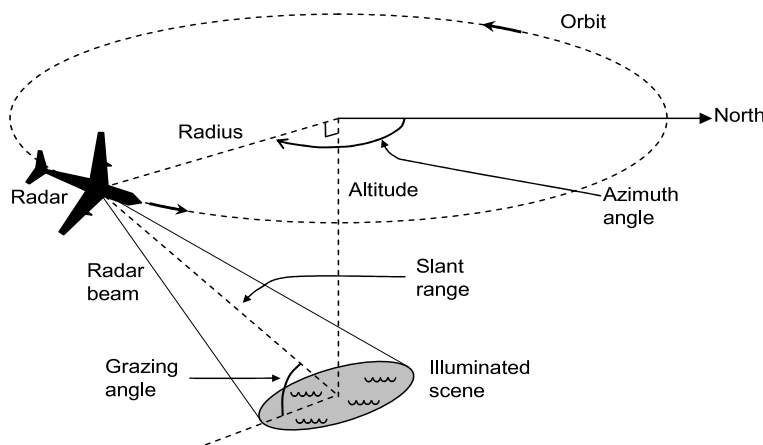 Orbit
North
Radius
Radar
Altitude
Azimuth
angle
Radar
beam
Slant
range
Grazing
angle
Illuminated
scene